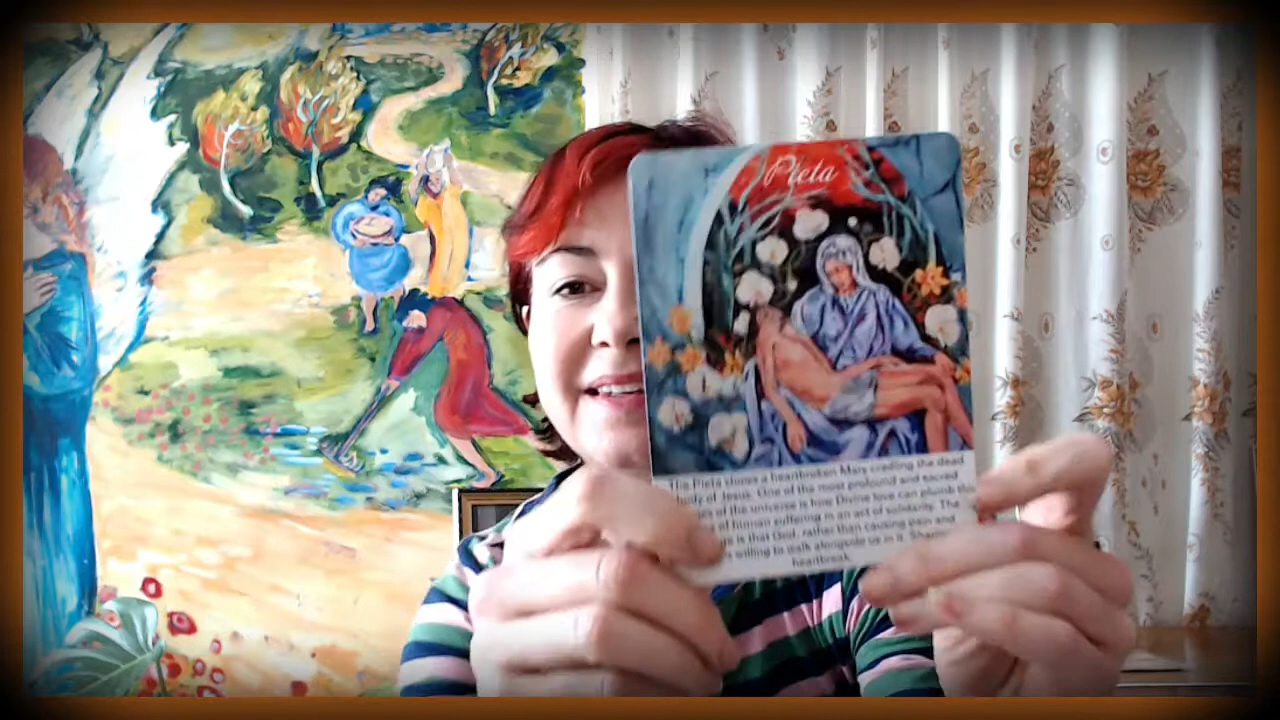 Pieta
The Pieta shows a heartbroken Mary cradling the dead
body of Jesus. One of the most profound and sacred
of the universe is how Divine love can plumb the
of human suffering in an act of solidarity. The
is that God, rather than causing pain and
willing to walk alongside us in it. Sharing
heartbreak.